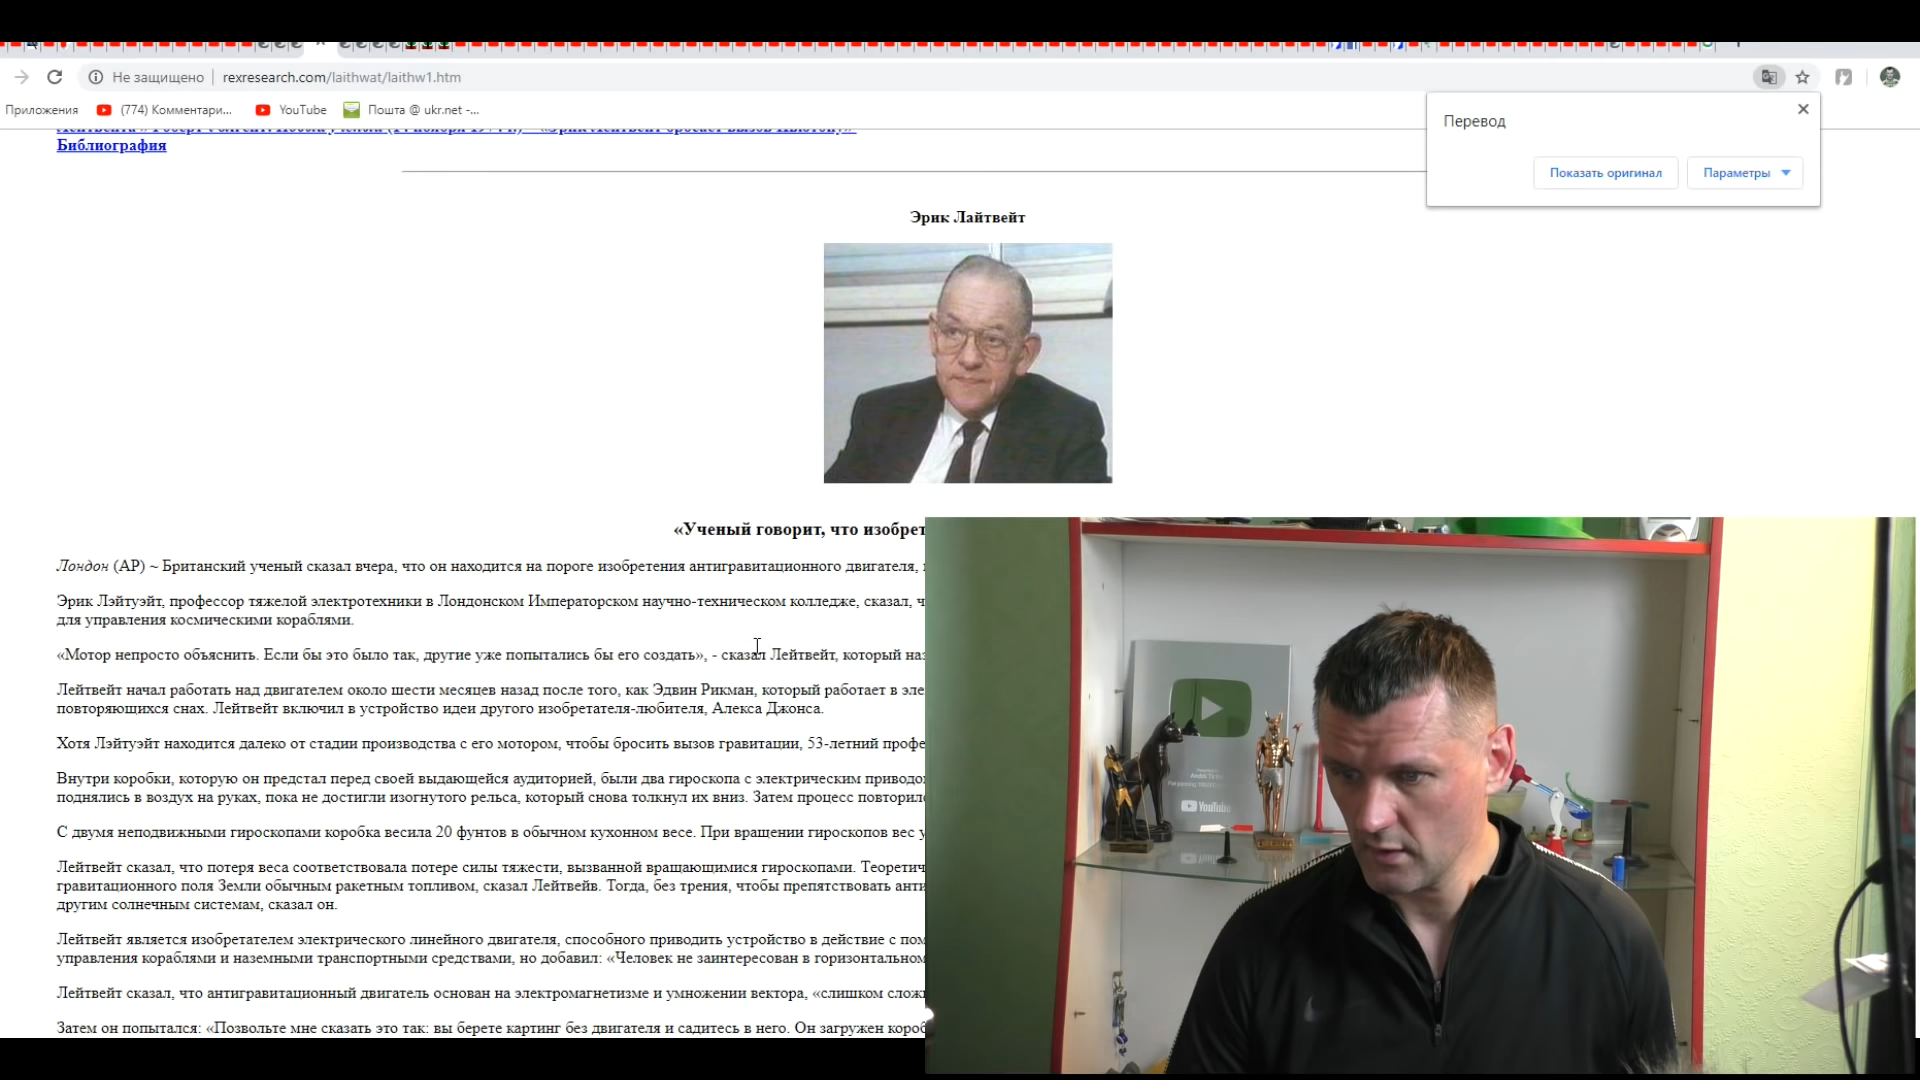 Не защищено
rexresearch.com/laithwat/laithw1.htm
Приложения
(774) Комментари...
YouTube
Пошта @ ukr.net -...
Перевод
Показать оригинал
Параметры
Библиография
Эрик Лайтвейт
«Ученый говорит, что изобрет
Лондон (AP) ~ Британский ученый сказал вчера, что он находится на пороге изобретения антигравитационного двигателя,
Эрик Лэйтуэйт, профессор тяжелой электротехники в Лондонском Императорском научно-техническом колледже, сказал, ч
для управления космическими кораблями.
«Мотор непросто объяснить. Если бы это было так, другие уже попытались бы его создать», - сказал Лейтвейт, который наз
Лейтвейт начал работать над двигателем около шести месяцев назад после того, как Эдвин Рикман, который работает в эле
повторяющихся снах. Лейтвейт включил в устройство идеи другого изобретателя-любителя, Алекса Джонса.
Хотя Лэйтуэйт находится далеко от стадии производства с его мотором, чтобы бросить вызов гравитации, 53-летний профе
Внутри коробки, которую он предстал перед своей выдающейся аудиторией, были два гироскопа с электрическим приводом
поднялись в воздух на руках, пока не достигли изогнутого рельса, который снова толкнул их вниз. Затем процесс повторилс
С двумя неподвижными гироскопами коробка весила 20 фунтов в обычном кухонном весе. При вращении гироскопов вес у
Лейтвейт сказал, что потеря веса соответствовала потере силы тяжести, вызванной вращающимися гироскопами. Теоретич
гравитационного поля Земли обычным ракетным топливом, сказал Лейтвейв. Тогда, без трения, чтобы препятствовать анти
другим солнечным системам, сказал он.
Лейтвейт является изобретателем электрического линейного двигателя, способного приводить устройство в действие с пом
управления кораблями и наземными транспортными средствами, но добавил: «Человек не заинтересован в горизонтальном
Лейтвейт сказал, что антигравитационный двигатель основан на электромагнетизме и умножении вектора, «слишком сложн
Затем он попытался: «Позвольте мне сказать это так: вы берете картинг без двигателя и садитесь в него. Он загружен короб
YouTube